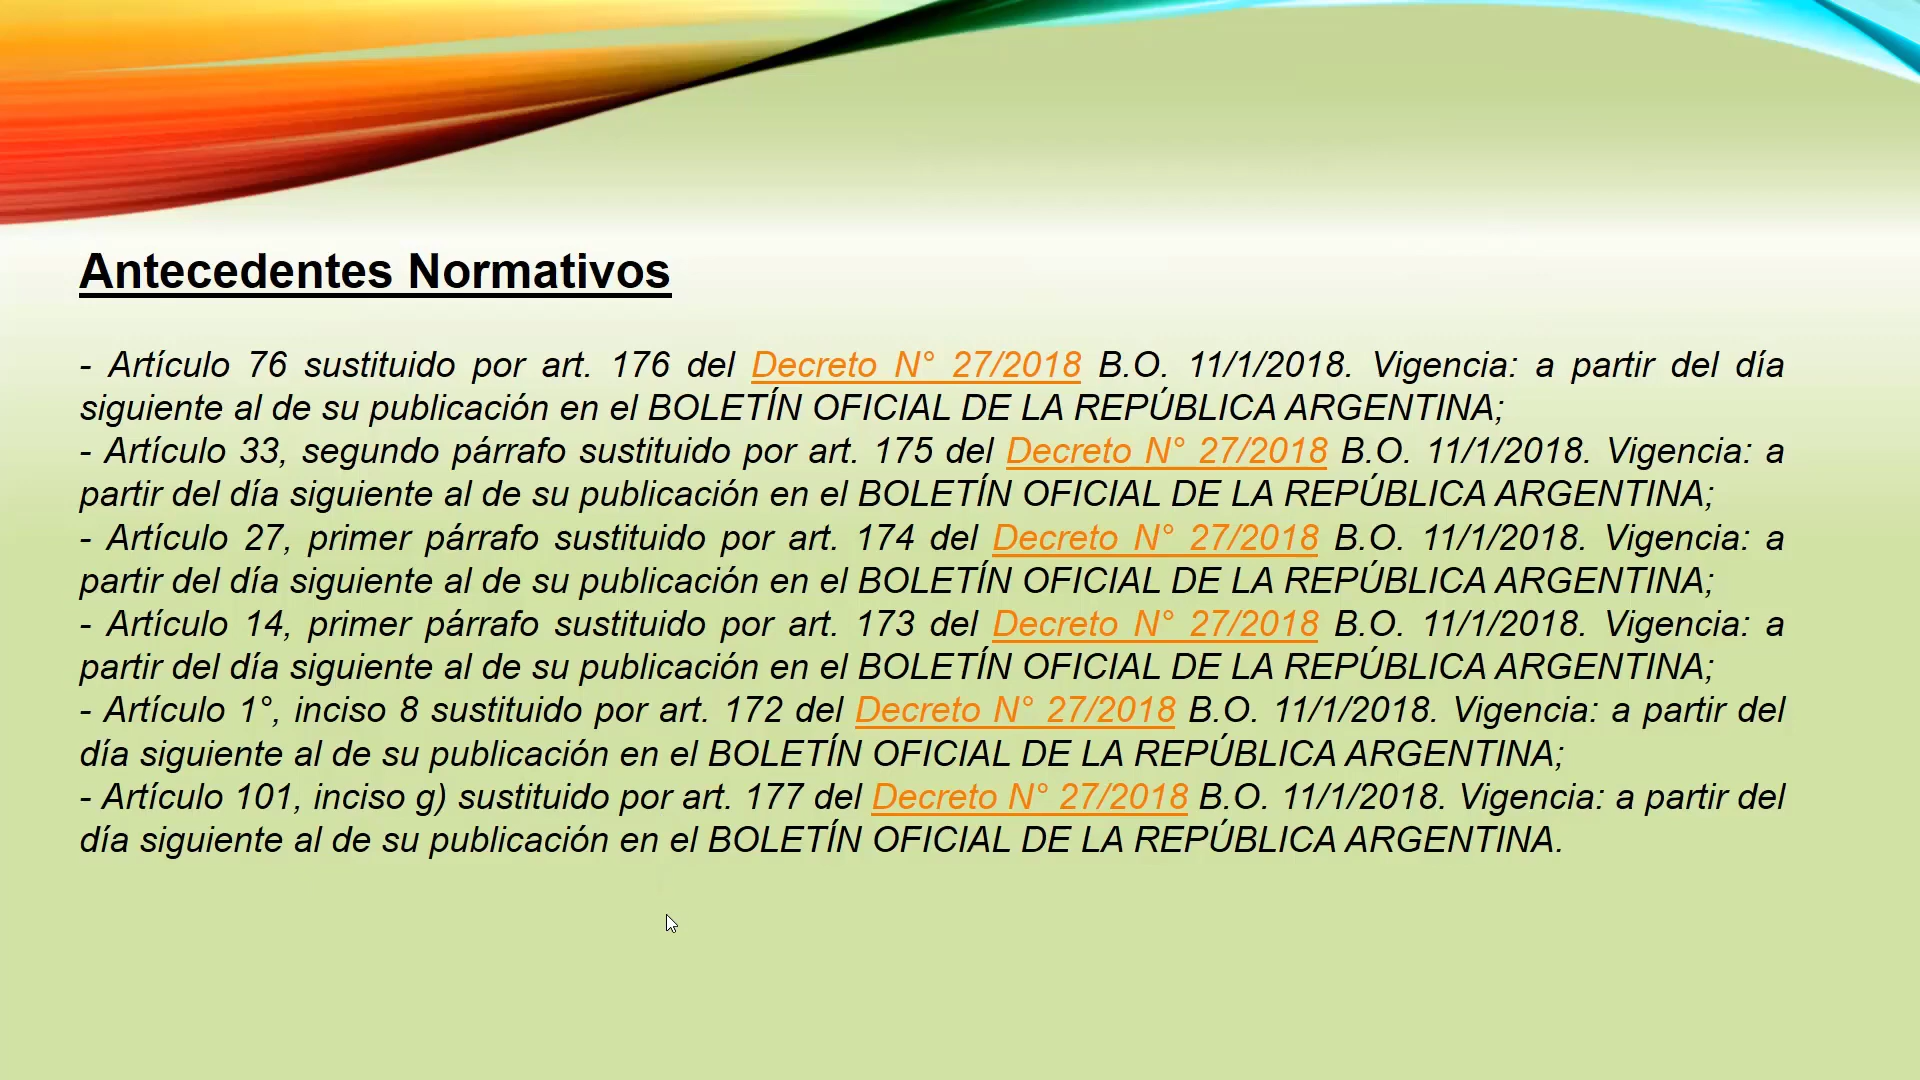 Antecedentes Normativos
- Artículo 76 sustituido por art. 176 del Decreto N° 27/2018 B.O. 11/1/2018. Vigencia: a partir del día
siguiente al de su publicación en el BOLETÍN OFICIAL DE LA REPÚBLICA ARGENTINA;
- Artículo 33, segundo párrafo sustituido por art. 175 del Decreto N° 27/2018 B.O. 11/1/2018. Vigencia: a
partir del día siguiente al de su publicación en el BOLETÍN OFICIAL DE LA REPÚBLICA ARGENTINA;
- Artículo 27, primer párrafo sustituido por art. 174 del Decreto N° 27/2018 B.O. 11/1/2018. Vigencia: a
partir del día siguiente al de su publicación en el BOLETÍN OFICIAL DE LA REPÚBLICA ARGENTINA;
- Artículo 14, primer párrafo sustituido por art. 173 del Decreto N° 27/2018 B.O. 11/1/2018. Vigencia: a
partir del día siguiente al de su publicación en el BOLETÍN OFICIAL DE LA REPÚBLICA ARGENTINA;
- Artículo 1°, inciso 8 sustituido por art. 172 del Decreto N° 27/2018 B.O. 11/1/2018. Vigencia: a partir del
día siguiente al de su publicación en el BOLETÍN OFICIAL DE LA REPÚBLICA ARGENTINA;
- Artículo 101, inciso g) sustituido por art. 177 del Decreto N° 27/2018 B.O. 11/1/2018. Vigencia: a partir del
día siguiente al de su publicación en el BOLETÍN OFICIAL DE LA REPÚBLICA ARGENTINA.